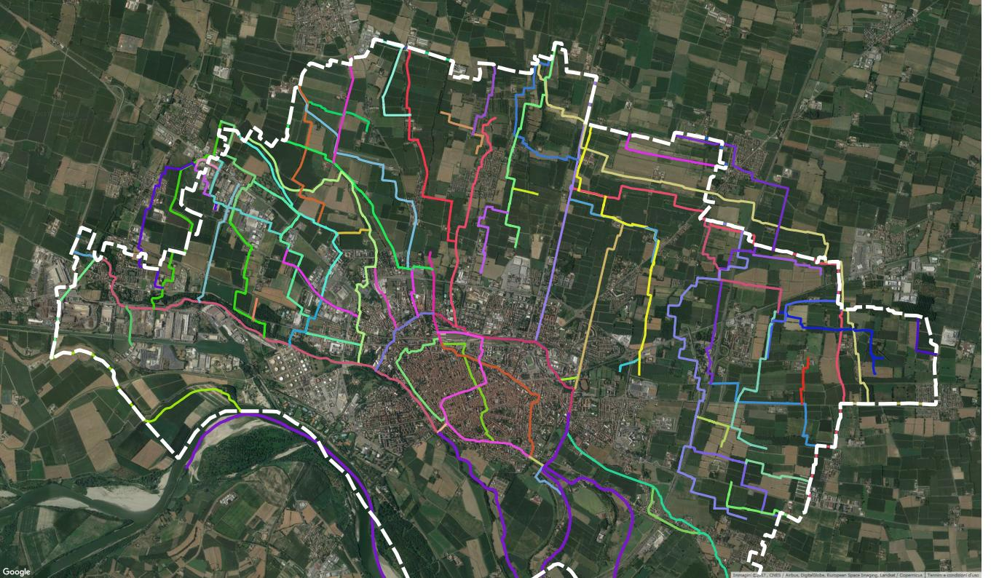 Google
Immagini ©2017 , CNES / Airbus, DigitalGlobe, European Space Imaging, Landsat / Copernicus | Termini e condizioni d'uso